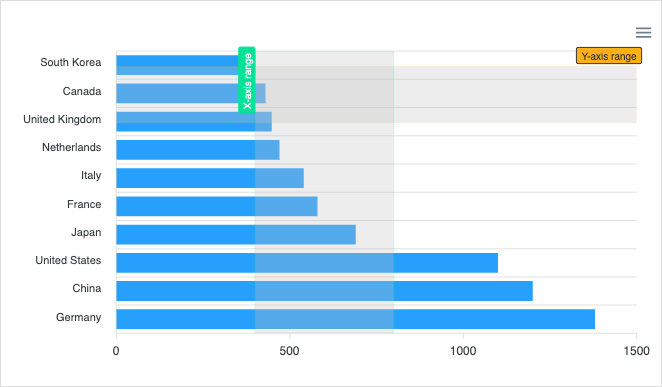 Y-axis range
X-axis range
South Korea
Canada
United Kingdom
Netherlands
Italy
France
Japan
United States
China
Germany
0 500 1000 1500